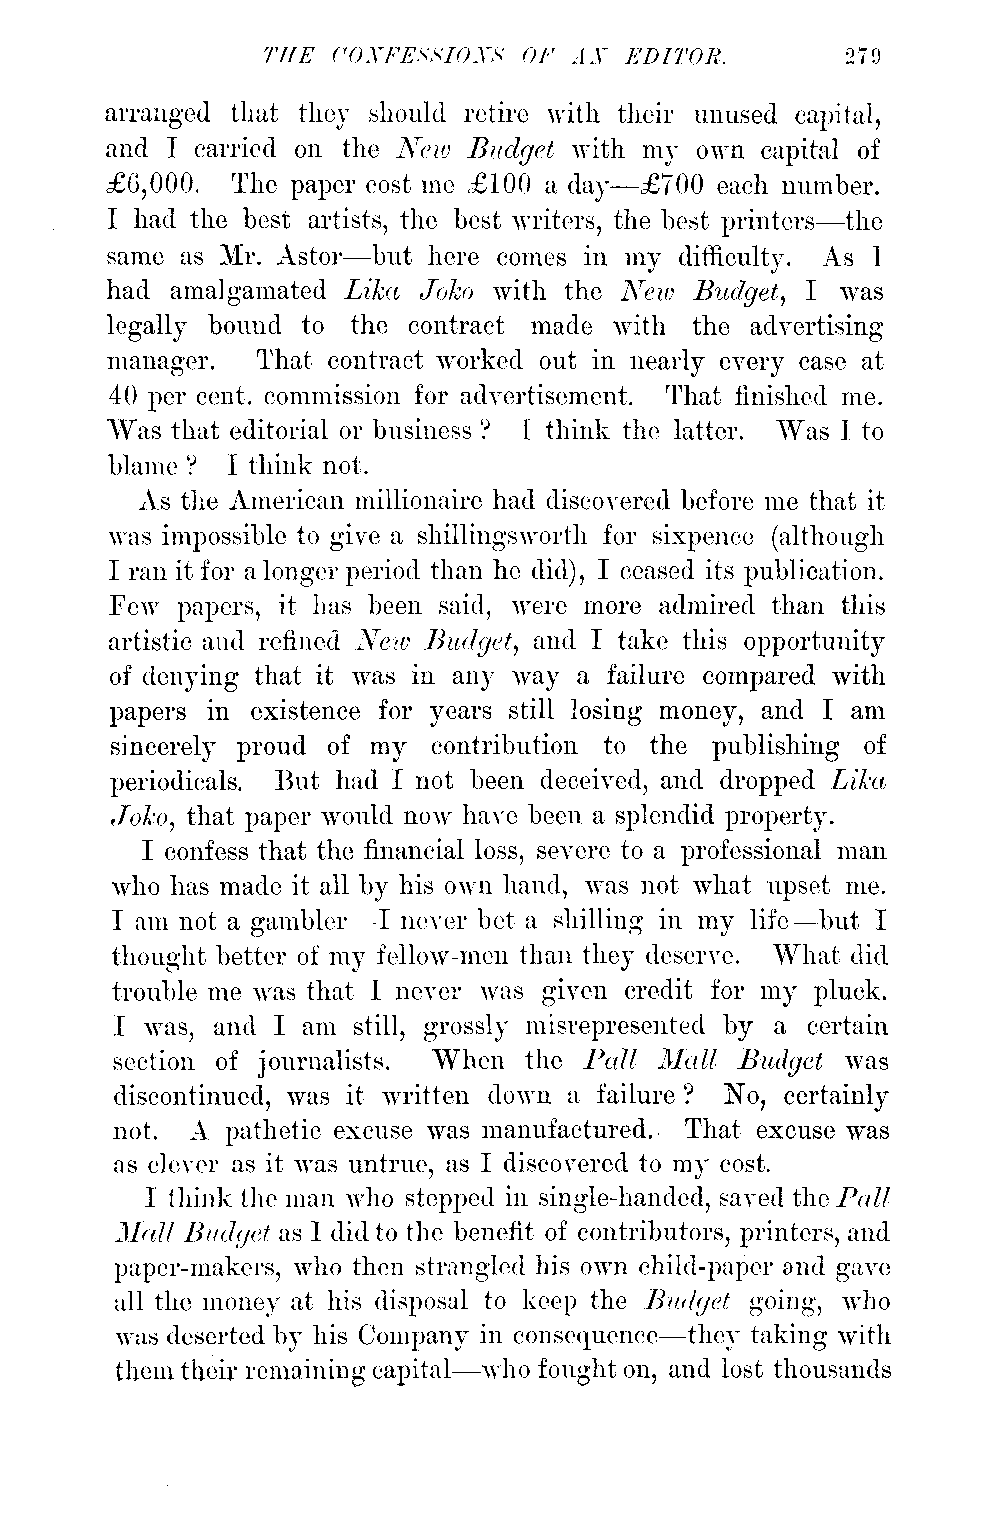 THE CONFESSIONS OF AN EDITOR. 279
arranged that they should retire with their unused capital,
and I carried on the New Budget with my own capital of
£6,000. The paper cost me £100 a day—£700 each number.
I had the best artists, the best writers, the best printers—the
same as Mr. Astor—but here comes in my difficulty. As I
had amalgamated Lika Joko with the New Budget, I was
legally bound to the contract made with the advertising
manager. That contract worked out in nearly every case at
40 per cent. commission for advertisement. That finished me.
Was that editorial or business? I think the latter. Was I to
blame? I think not.
As the American millionaire had discovered before me that it
was impossible to give a shillingsworth for sixpence (although
I ran it for a longer period than he did), I ceased its publication.
Few papers, it has been said, were more admired than this
artistic and refined New Budget, and I take this opportunity
of denying that it was in any way a failure compared with
papers in existence for years still losing money, and I am
sincerely proud of my contribution to the publishing of
periodicals. But had I not been deceived, and dropped Lika
Joko, that paper would now have been a splendid property.
I confess that the financial loss, severe to a professional man
who has made it all by his own hand, was not what upset me.
I am not a gambler—I never bet a shilling in my life—but I
thought better of my fellow-men than they deserve. What did
trouble me was that I never was given credit for my pluck.
I was, and I am still, grossly misrepresented by a certain
section of journalists. When the Pall Mall Budget was
discontinued, was it written down a failure? No, certainly
not. A pathetic excuse was manufactured. That excuse was
as clever as it was untrue, as I discovered to my cost.
I think the man who stepped in single-handed, saved the Pall
Mall Budget as I did to the benefit of contributors, printers, and
paper-makers, who then strangled his own child-paper and gave
all the money at his disposal to keep the Budget going, who
was deserted by his Company in consequence—they taking with
them their remaining capital—who fought on, and lost thousands